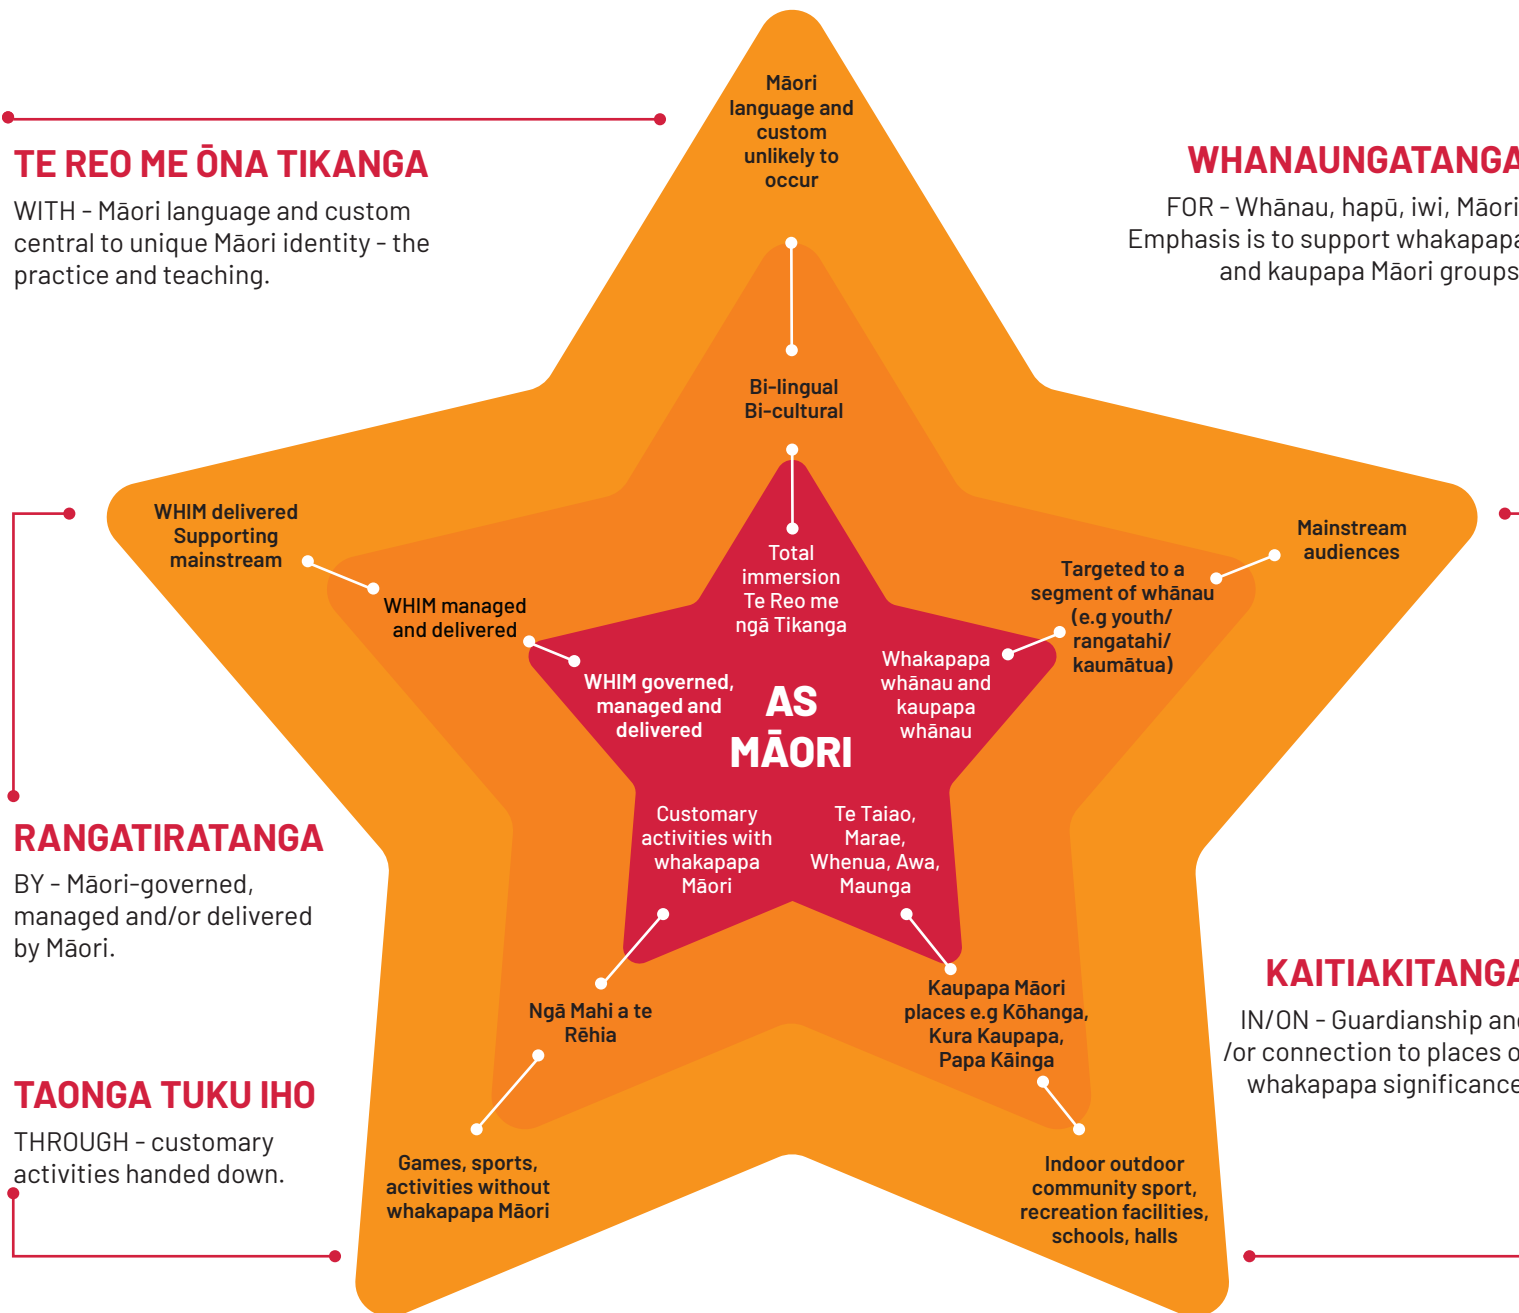 Māori
language and
custom
unlikely to
occur
TE REO ME ŌNA TIKANGA
WITH - Māori language and custom
central to unique Māori identity - the
practice and teaching.
WHANAUNGATANGA
FOR - Whānau, hapū, iwi, Māori
Emphasis is to support whakapapa
and kaupapa Māori groups
Bi-lingual
Bi-cultural
WHIM delivered
Supporting
mainstream
WHIM managed
and delivered
Total
immersion
Te Reo me
ngā Tikanga
Mainstream
audiences
Targeted to a
segment of whānau
(e.g youth/
rangatahi/
kaumātua)
WHIM governed,
managed and
delivered
AS
MĀORI
Whakapapa
whānau and
kaupapa
whānau
Customary
activities with
whakapapa
Māori
Te Taiao,
Marae,
Whenua, Awa,
Maunga
RANGATIRATANGA
BY - Māori-governed,
managed and/or delivered
by Māori.
Ngā Mahi a te
Rēhia
Kaupapa Māori
places e.g Kōhanga,
Kura Kaupapa,
Papa Kāinga
KAITIAKITANGA
IN/ON - Guardianship and
/or connection to places o
whakapapa significance
TAONGA TUKU IHO
THROUGH - customary
activities handed down.
Games, sports,
activities without
whakapapa Māori
Indoor outdoor
community sport,
recreation facilities,
schools, halls